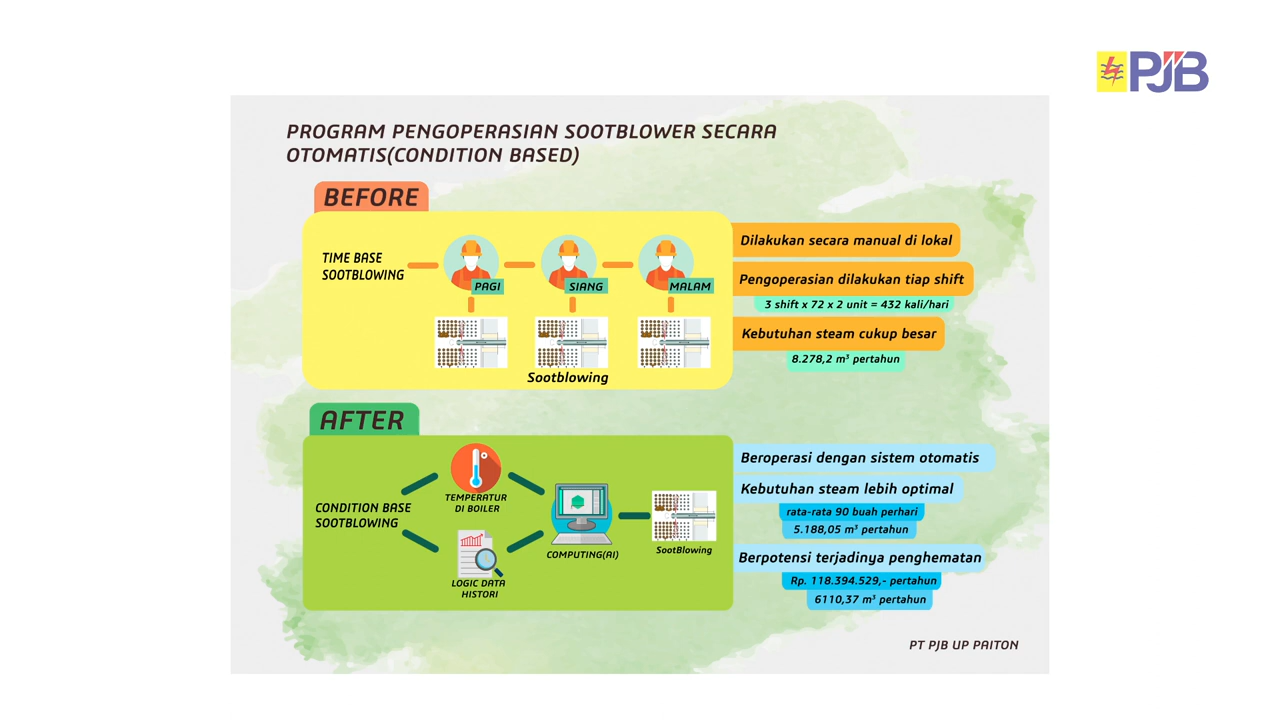 PJB
PROGRAM PENGOPERASIAN SOOTBLOWER SECARA
OTOMATIS(CONDITION BASED)
BEFORE
TIME BASE
SOOTBLOWING
PAGI
SIANG
MALAM
Sootblowing
Dilakukan secara manual di lokal
Pengoperasian dilakukan tiap shift
3 shift x 72 x 2 unit = 432 kali/hari
Kebutuhan steam cukup besar
8.278,2 m³ pertahun
AFTER
CONDITION BASE
SOOTBLOWING
TEMPERATUR
DI BOILER
LOGIC DATA
HISTORI
COMPUTING(AI)
SootBlowing
Beroperasi dengan sistem otomatis
Kebutuhan steam lebih optimal
rata-rata 90 buah perhari
5.188,05 m³ pertahun
Berpotensi terjadinya penghematan
Rp. 118.394.529,- pertahun
6110,37 m³ pertahun
PT PJB UP PAITON